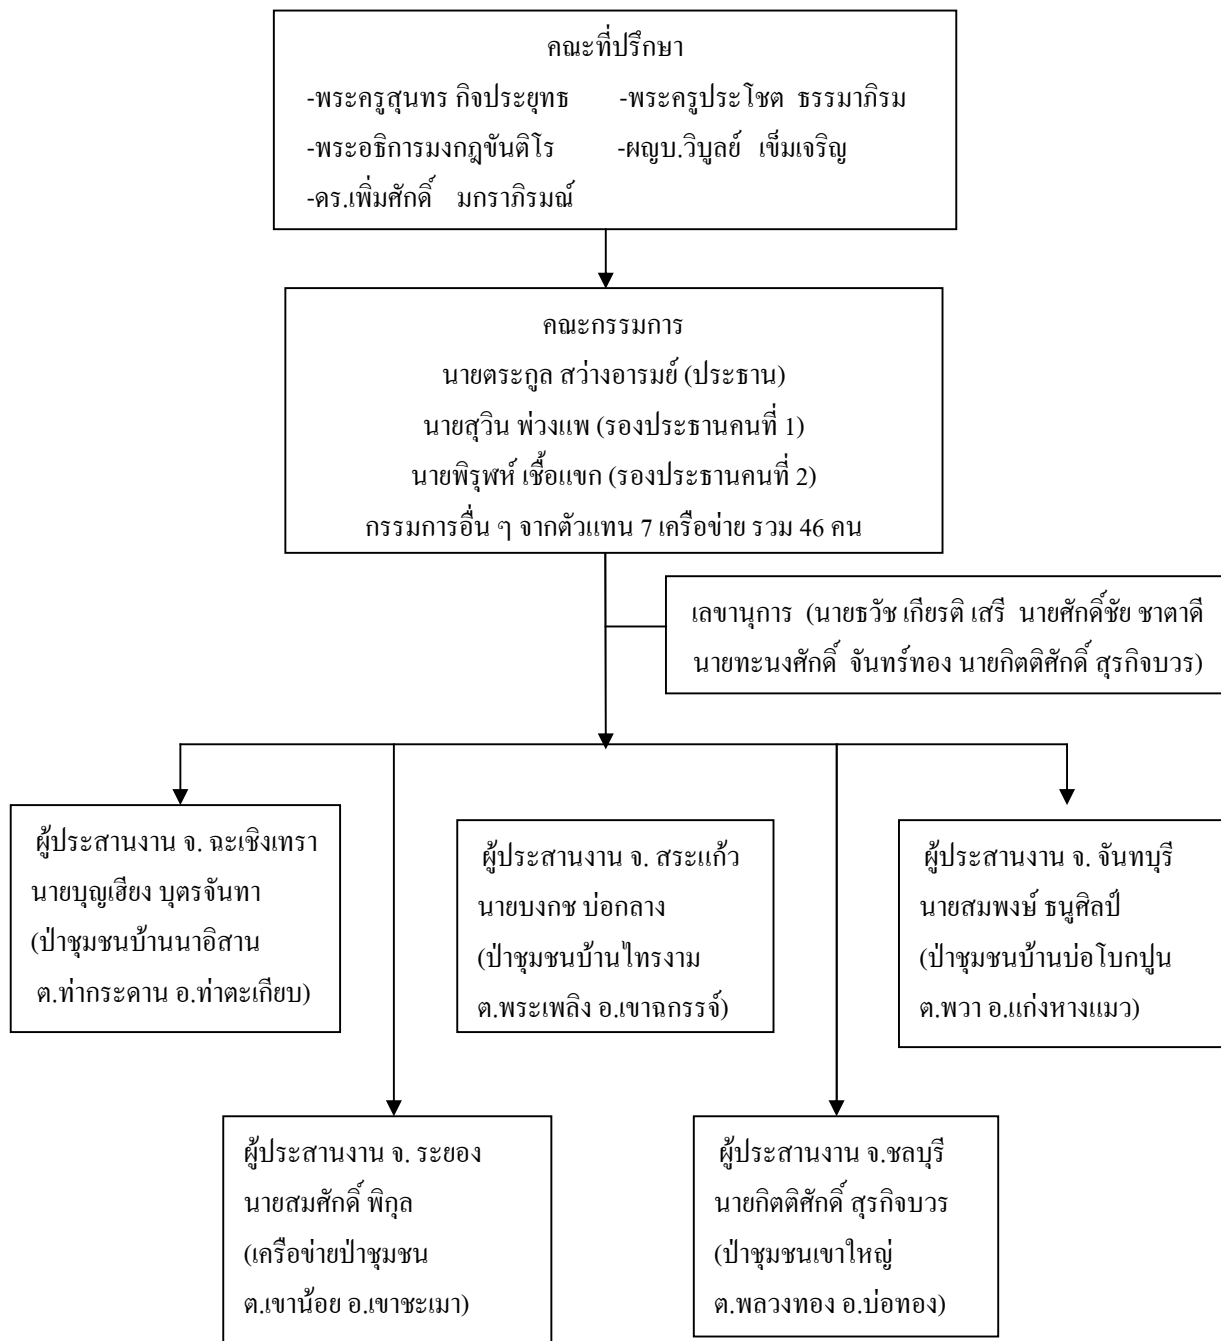 คณะที่ปรึกษา
-พระครูสุนทร กิจประยุทธ -พระครูประโชต ธรรมาภิรม
-พระอธิการมงกฎขันติโร -ผญบ.วิบูลย์ เข็มเจริญ
-ดร.เพิ่มศักดิ์ มกราภิรมณ์
คณะกรรมการ
นายตระกูล สว่างอารมย์ (ประธาน)
นายสุวิน พ่วงแพ (รองประธานคนที่ 1)
นายพิรุฬห์ เชื้อแขก (รองประธานคนที่ 2)
กรรมการอื่น ๆ จากตัวแทน 7 เครือข่าย รวม 46 คน
เลขานุการ (นายธวัช เกียรติ เสรี นายศักดิ์ชัย ชาตาดี
นายทะนงศักดิ์ จันทร์ทอง นายกิตติศักดิ์ สุรกิจบวร)
ผู้ประสานงาน จ. ฉะเชิงเทรา
นายบุญเฮียง บุตรจันทา
(ป่าชุมชนบ้านนาอิสาน
ต.ท่ากระดาน อ.ท่าตะเกียบ)
ผู้ประสานงาน จ. สระแก้ว
นายบงกช บ่อกลาง
(ป่าชุมชนบ้านไทรงาม
ต.พระเพลิง อ.เขาฉกรรจ์)
ผู้ประสานงาน จ. จันทบุรี
นายสมพงษ์ ธนูศิลป์
(ป่าชุมชนบ้านบ่อโบกปูน
ต.พวา อ.แก่งหางแมว)
ผู้ประสานงาน จ. ระยอง
นายสมศักดิ์ พิกุล
(เครือข่ายป่าชุมชน
ต.เขาน้อย อ.เขาชะเมา)
ผู้ประสานงาน จ.ชลบุรี
นายกิตติศักดิ์ สุรกิจบวร
(ป่าชุมชนเขาใหญ่
ต.พลวงทอง อ.บ่อทอง)